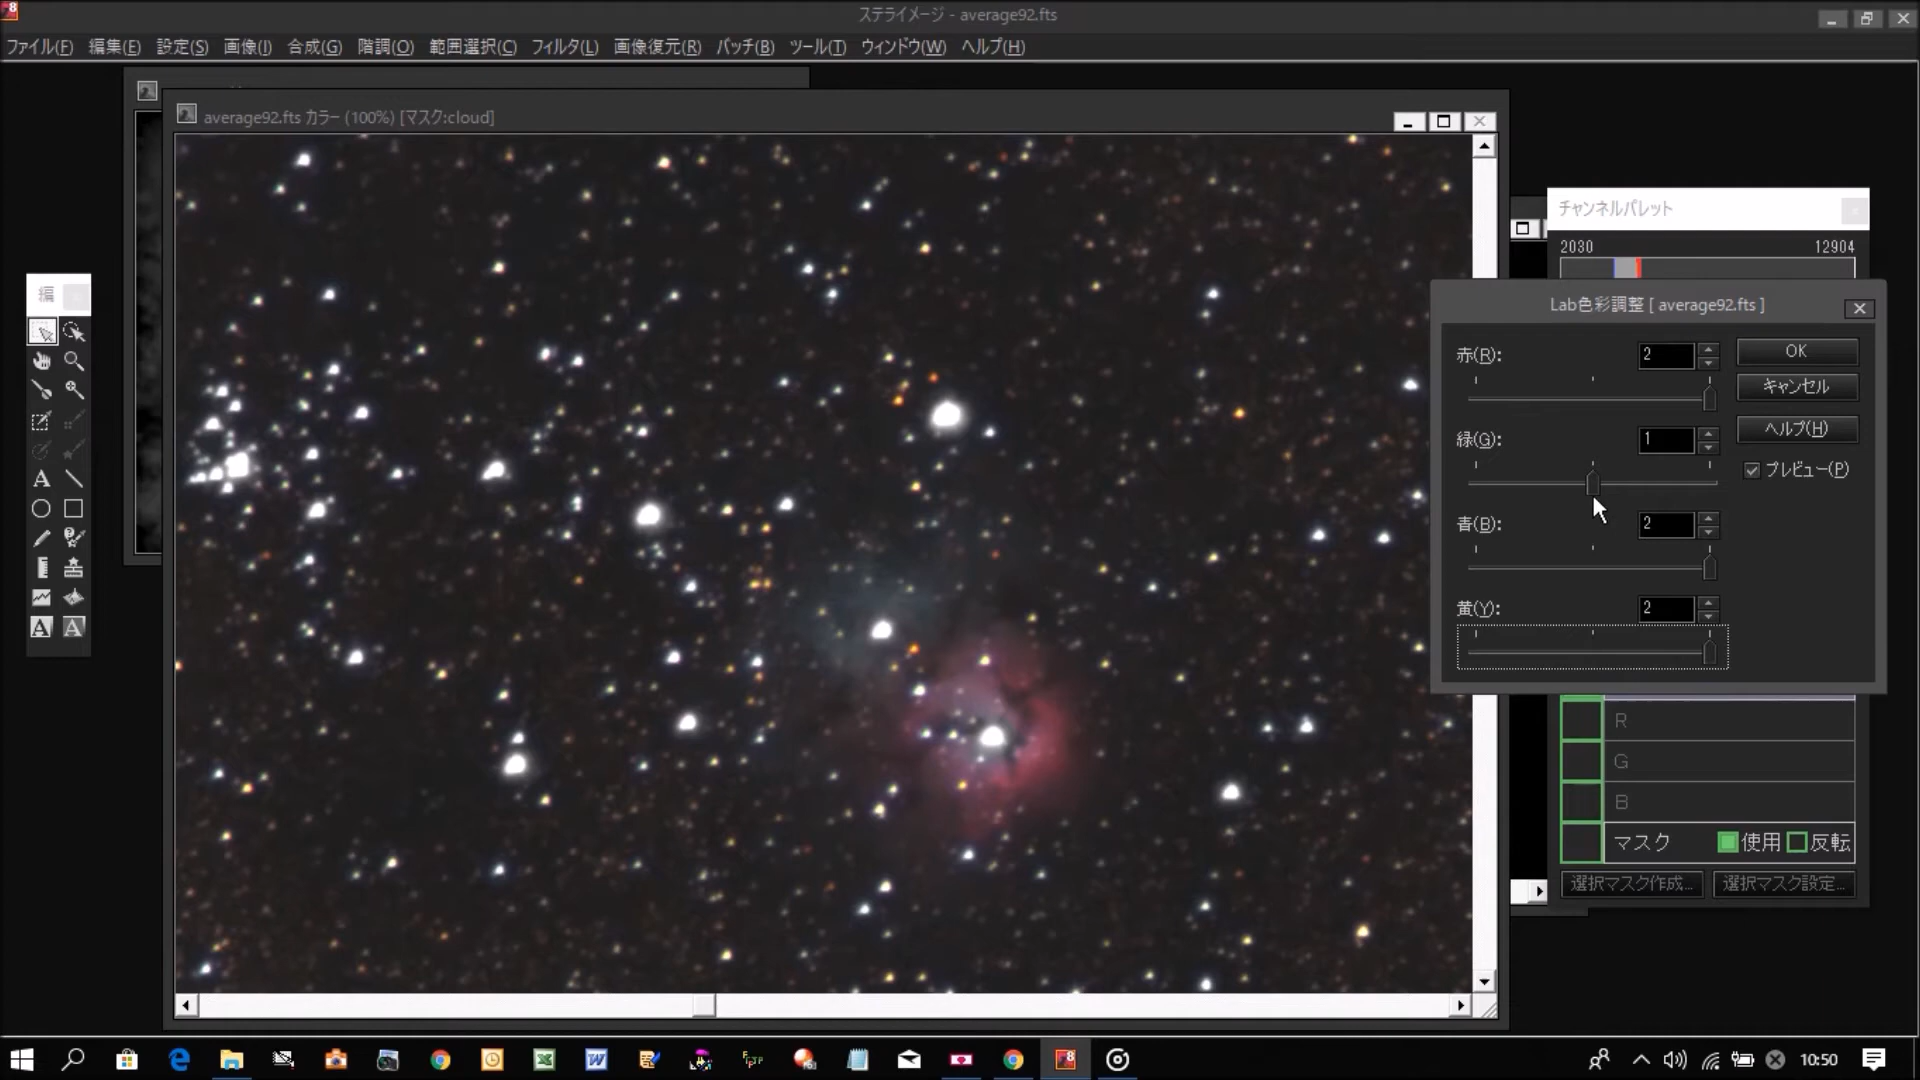 ステライメージ - average92.fts
ファイル(F) 編集(E) 設定(S) 画像(I) 合成(G) 階調(O) 範囲選択(C) フィルタ(L) 画像復元(R) バッチ(B) ツール(T) ウィンドウ(W) ヘルプ(H)
average92.fts カラー (100%) [マスク:cloud]
編
チャンネルパレット
2030 12904
Lab色彩調整 [ average92.fts ]
赤(R): 2
OK
キャンセル
緑(G): 1
ヘルプ(H)
プレビュー(P)
青(B): 2
黄(Y): 2
R
G
B
マスク 使用 反転
選択マスク作成... 選択マスク設定...
10:50